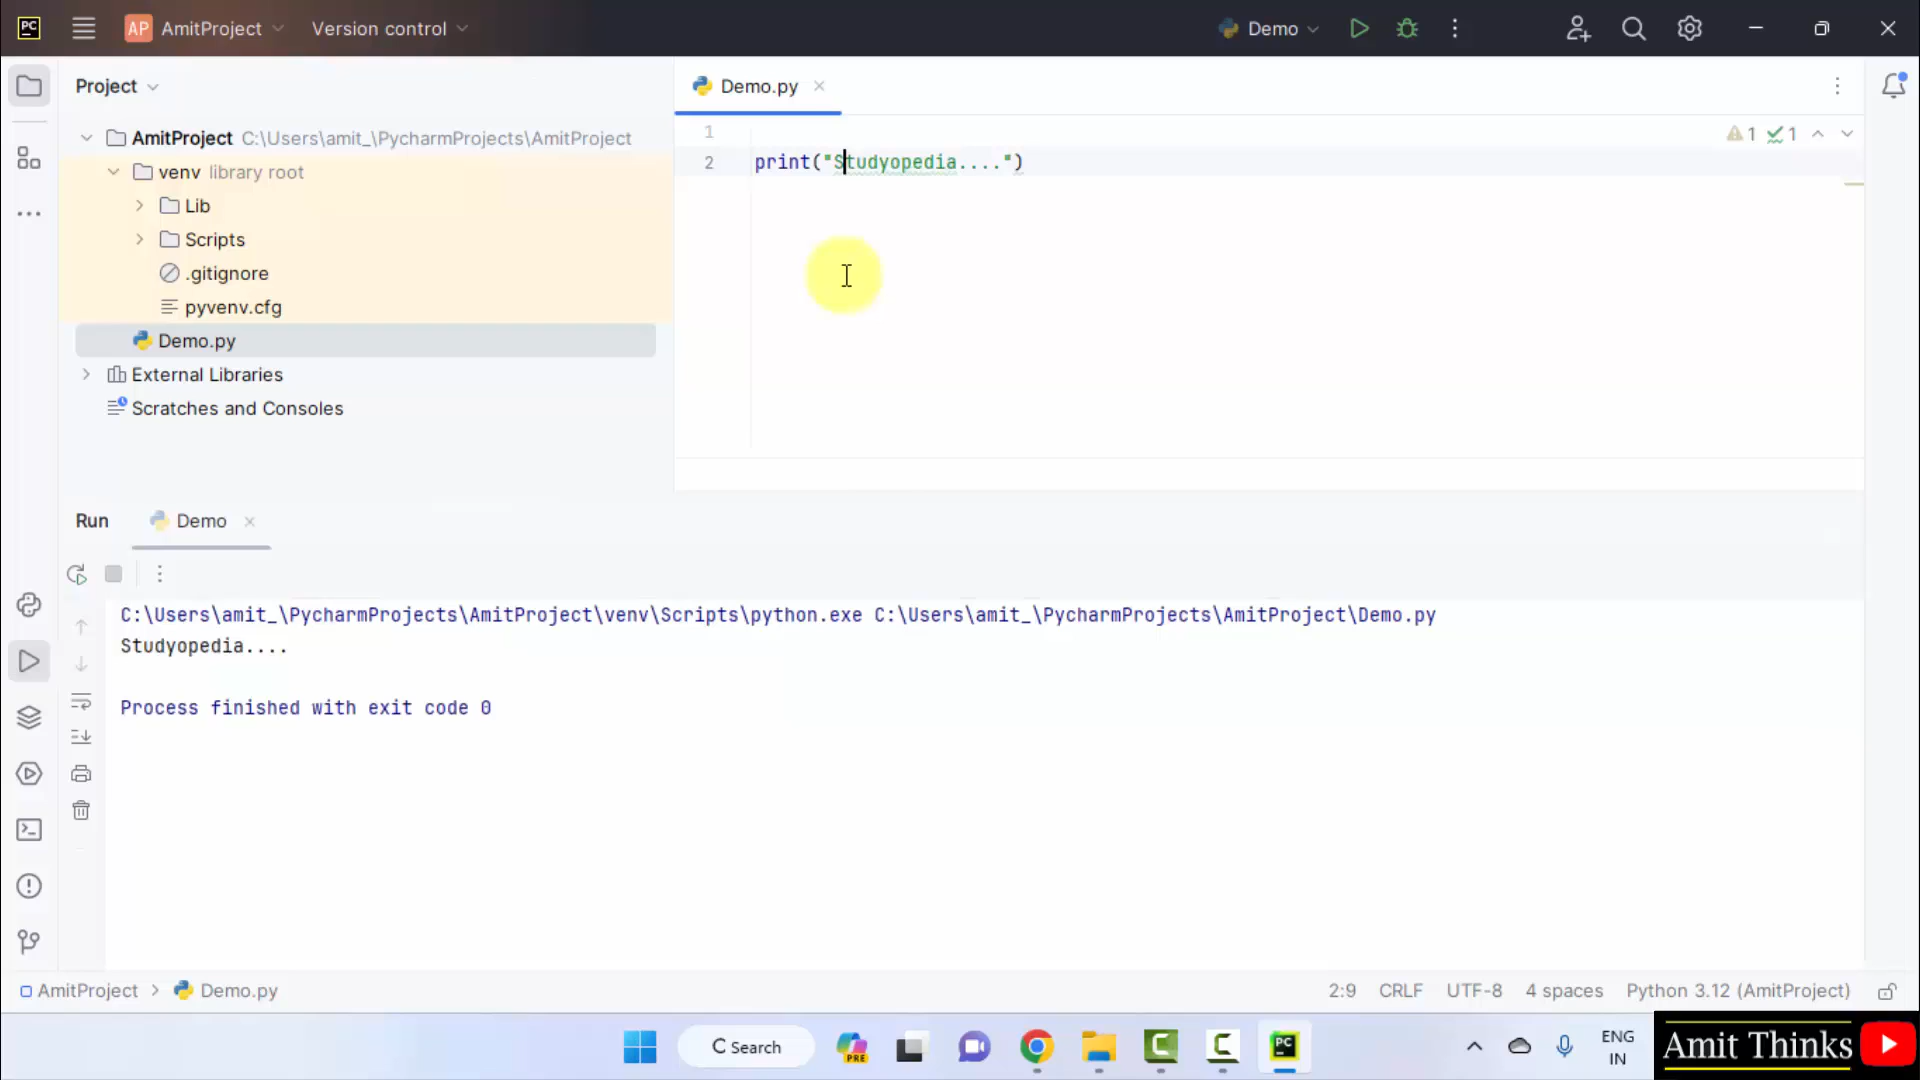 PC AP AmitProject Version control Demo
Project
Demo.py
AmitProject C:\Users\amit_\PycharmProjects\AmitProject
venv library root
Lib
Scripts
.gitignore
pyvenv.cfg
Demo.py
External Libraries
Scratches and Consoles
1
2 print("Studyopedia....")
1 1
Run Demo
C:\Users\amit_\PycharmProjects\AmitProject\venv\Scripts\python.exe C:\Users\amit_\PycharmProjects\AmitProject\Demo.py
Studyopedia....
Process finished with exit code 0
AmitProject > Demo.py
2:9 CRLF UTF-8 4 spaces Python 3.12 (AmitProject)
Search
PRE
PC
ENG
IN
Amit Thinks